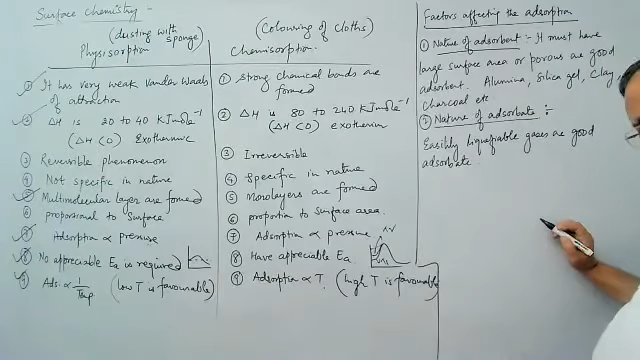 Surface Chemistry -
(dusting with sponge)
Physisorption
① It has very weak Vander Waals
of attraction
② ΔH is 20 to 40 KJmole⁻¹
(ΔH < 0) Exothermic
③ Reversible phenomenon
④ Not specific in nature
⑤ Multimolecular layer are formed
⑥ proportional to Surface.
⑦ Adsorption ∝ pressure
⑧ No appreciable Ea is required
⑨ Ads. ∝ 1/Temp (low T is favourable)
(Colouring of Cloths)
Chemisorption.
① strong chemical bonds are
formed
② ΔH is 80 to 240 KJmole⁻¹
(ΔH < 0) exothermic
③ Irreversible
④ Specific in nature
⑤ Monolayers are formed
⑥ proportion to Surface area.
⑦ Adsorption ∝ pressure
⑧ Have appreciable Ea.
⑨ Adsorption ∝ T. (high T is favourable)
Factors affecting the adsorption
① Nature of adsorbent :- It must have
large surface area or porous are good
adsorbent. Alumina, Silica gel, Clay
Charcoal etc
② Nature of adsorbate :-
Easihly liquefiable gases are good
adsorbate.